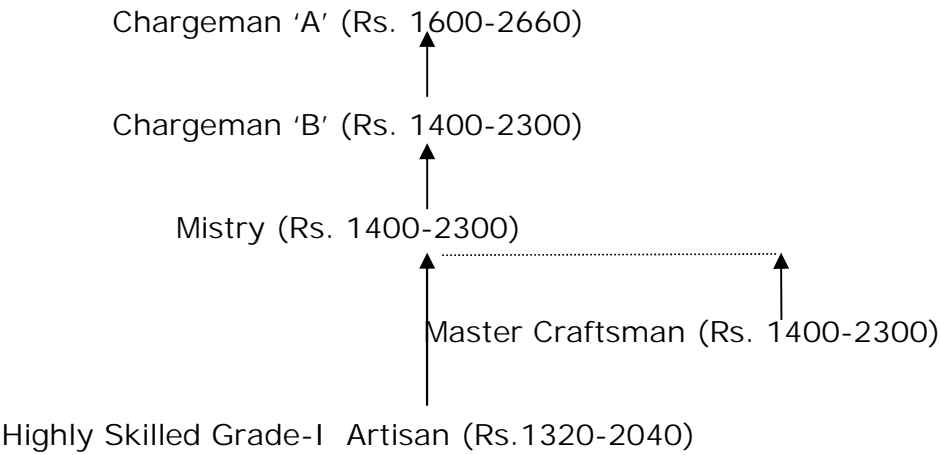 Chargeman ‘A’ (Rs. 1600-2660)
Chargeman ‘B’ (Rs. 1400-2300)
Mistry (Rs. 1400-2300)
Master Craftsman (Rs. 1400-2300)
Highly Skilled Grade-I  Artisan (Rs.1320-2040)